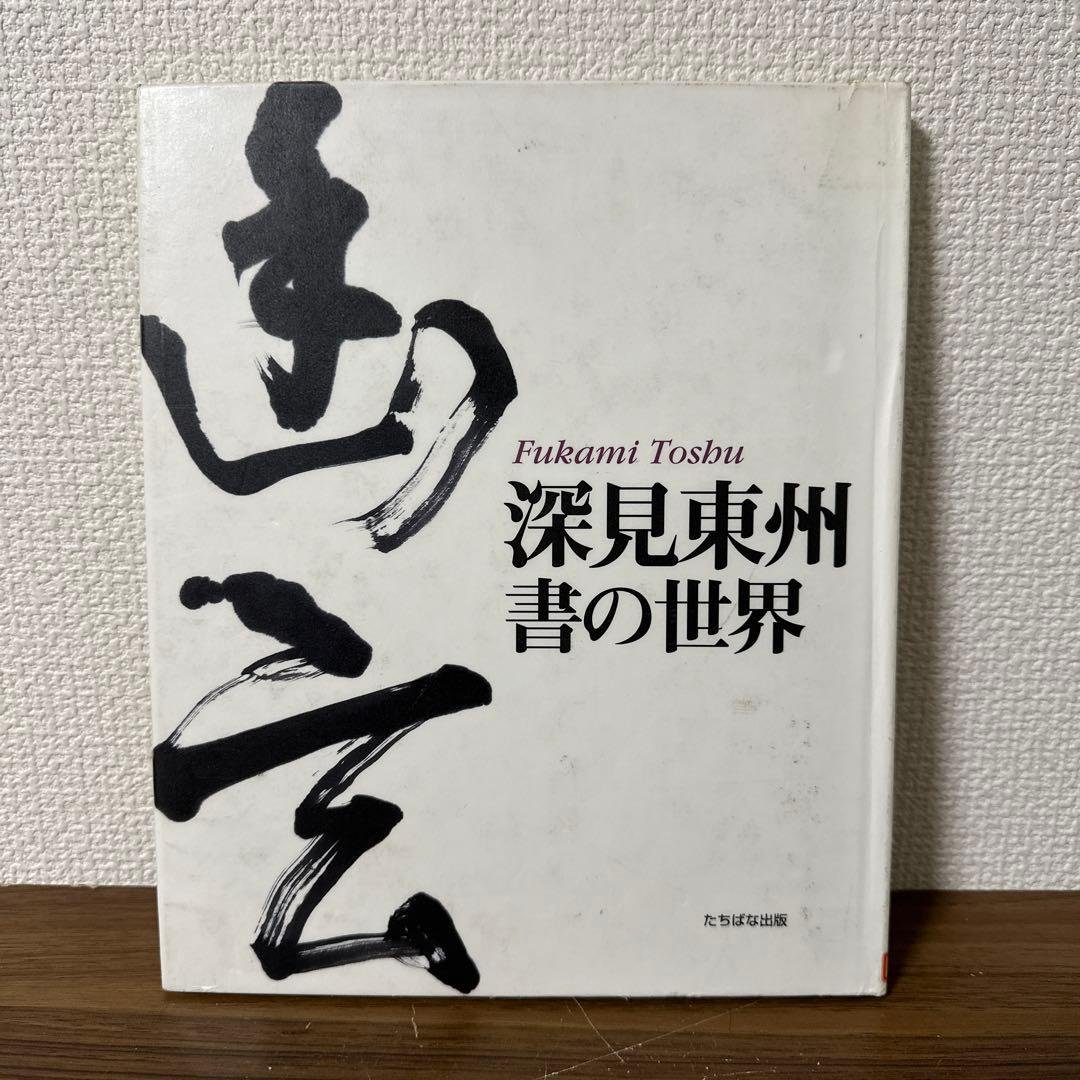 Fukami Toshu
深見東州
書の世界
たちばな出版